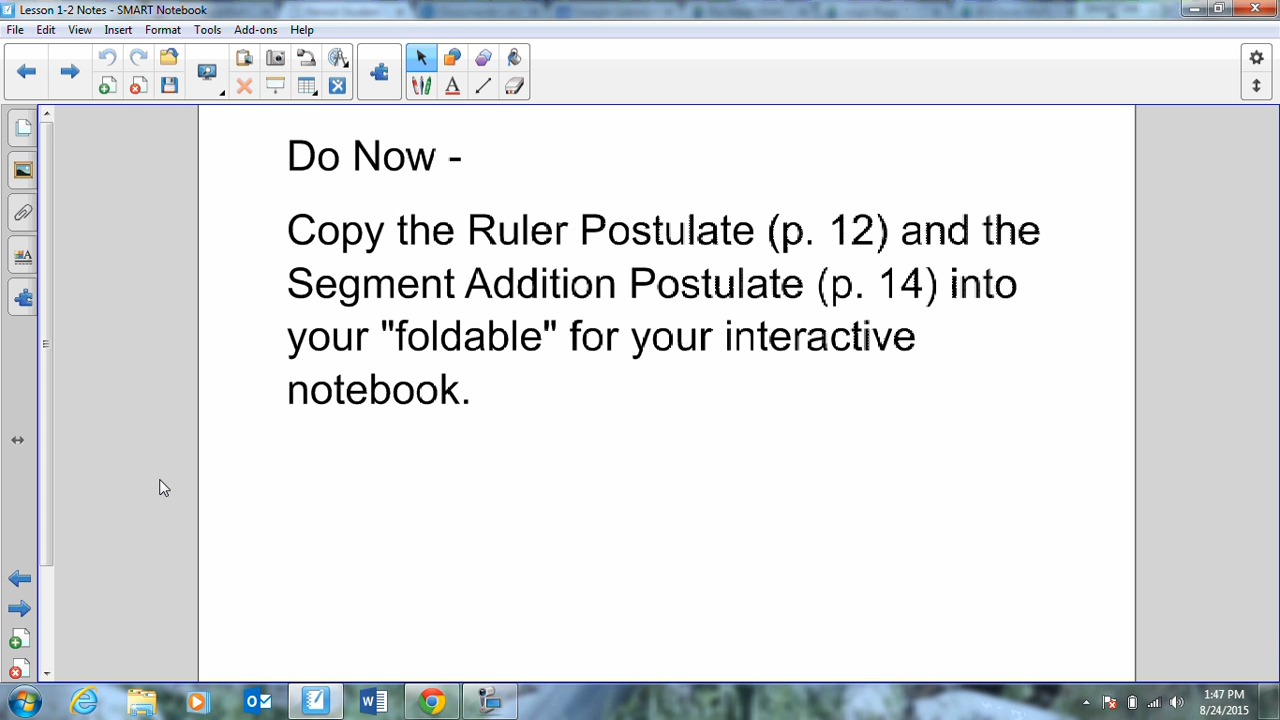 Lesson 1-2 Notes - SMART Notebook
File Edit View Insert Format Tools Add-ons Help
Do Now -
Copy the Ruler Postulate (p. 12) and the
Segment Addition Postulate (p. 14) into
your "foldable" for your interactive
notebook.
1:47 PM
8/24/2015